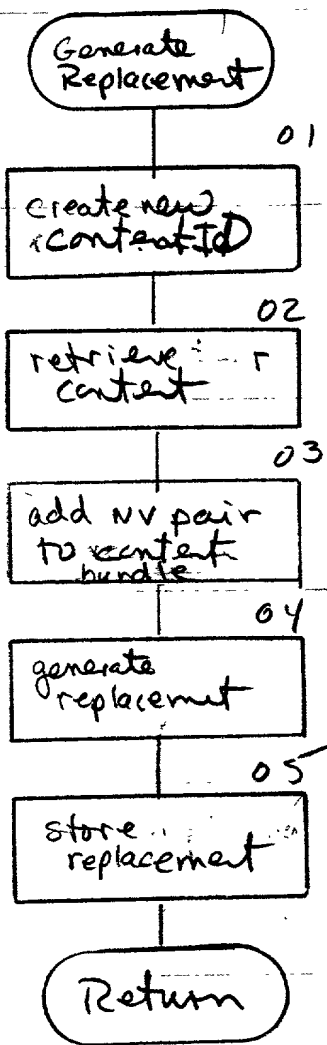 Generate
Replacement
01
create new
contentID
02
retrieve r
content
03
add NV pair
to content
bundle
04
generate
replacemut
05
store
replacement
Return